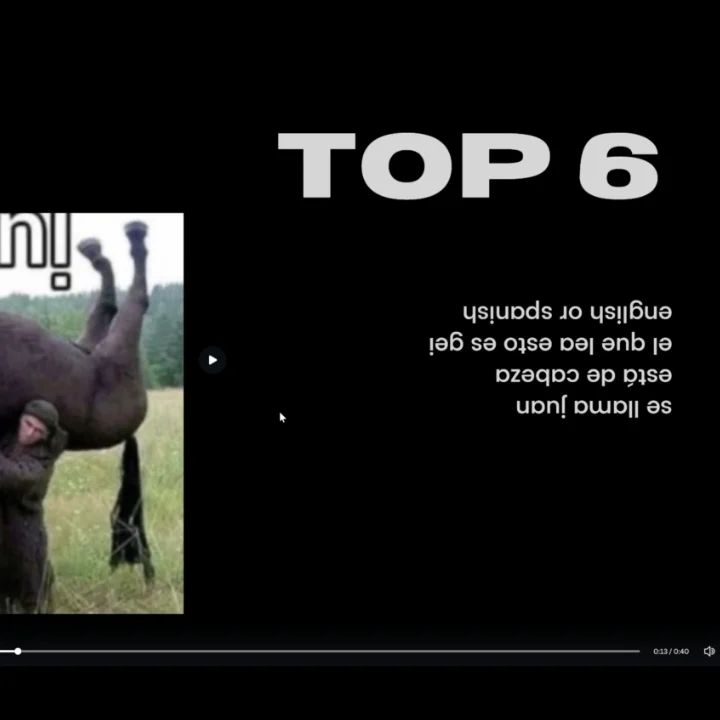 TOP 6
se llama juan
está de cabeza
el que lea esto es gei
english or spanish
0:13 / 0:40